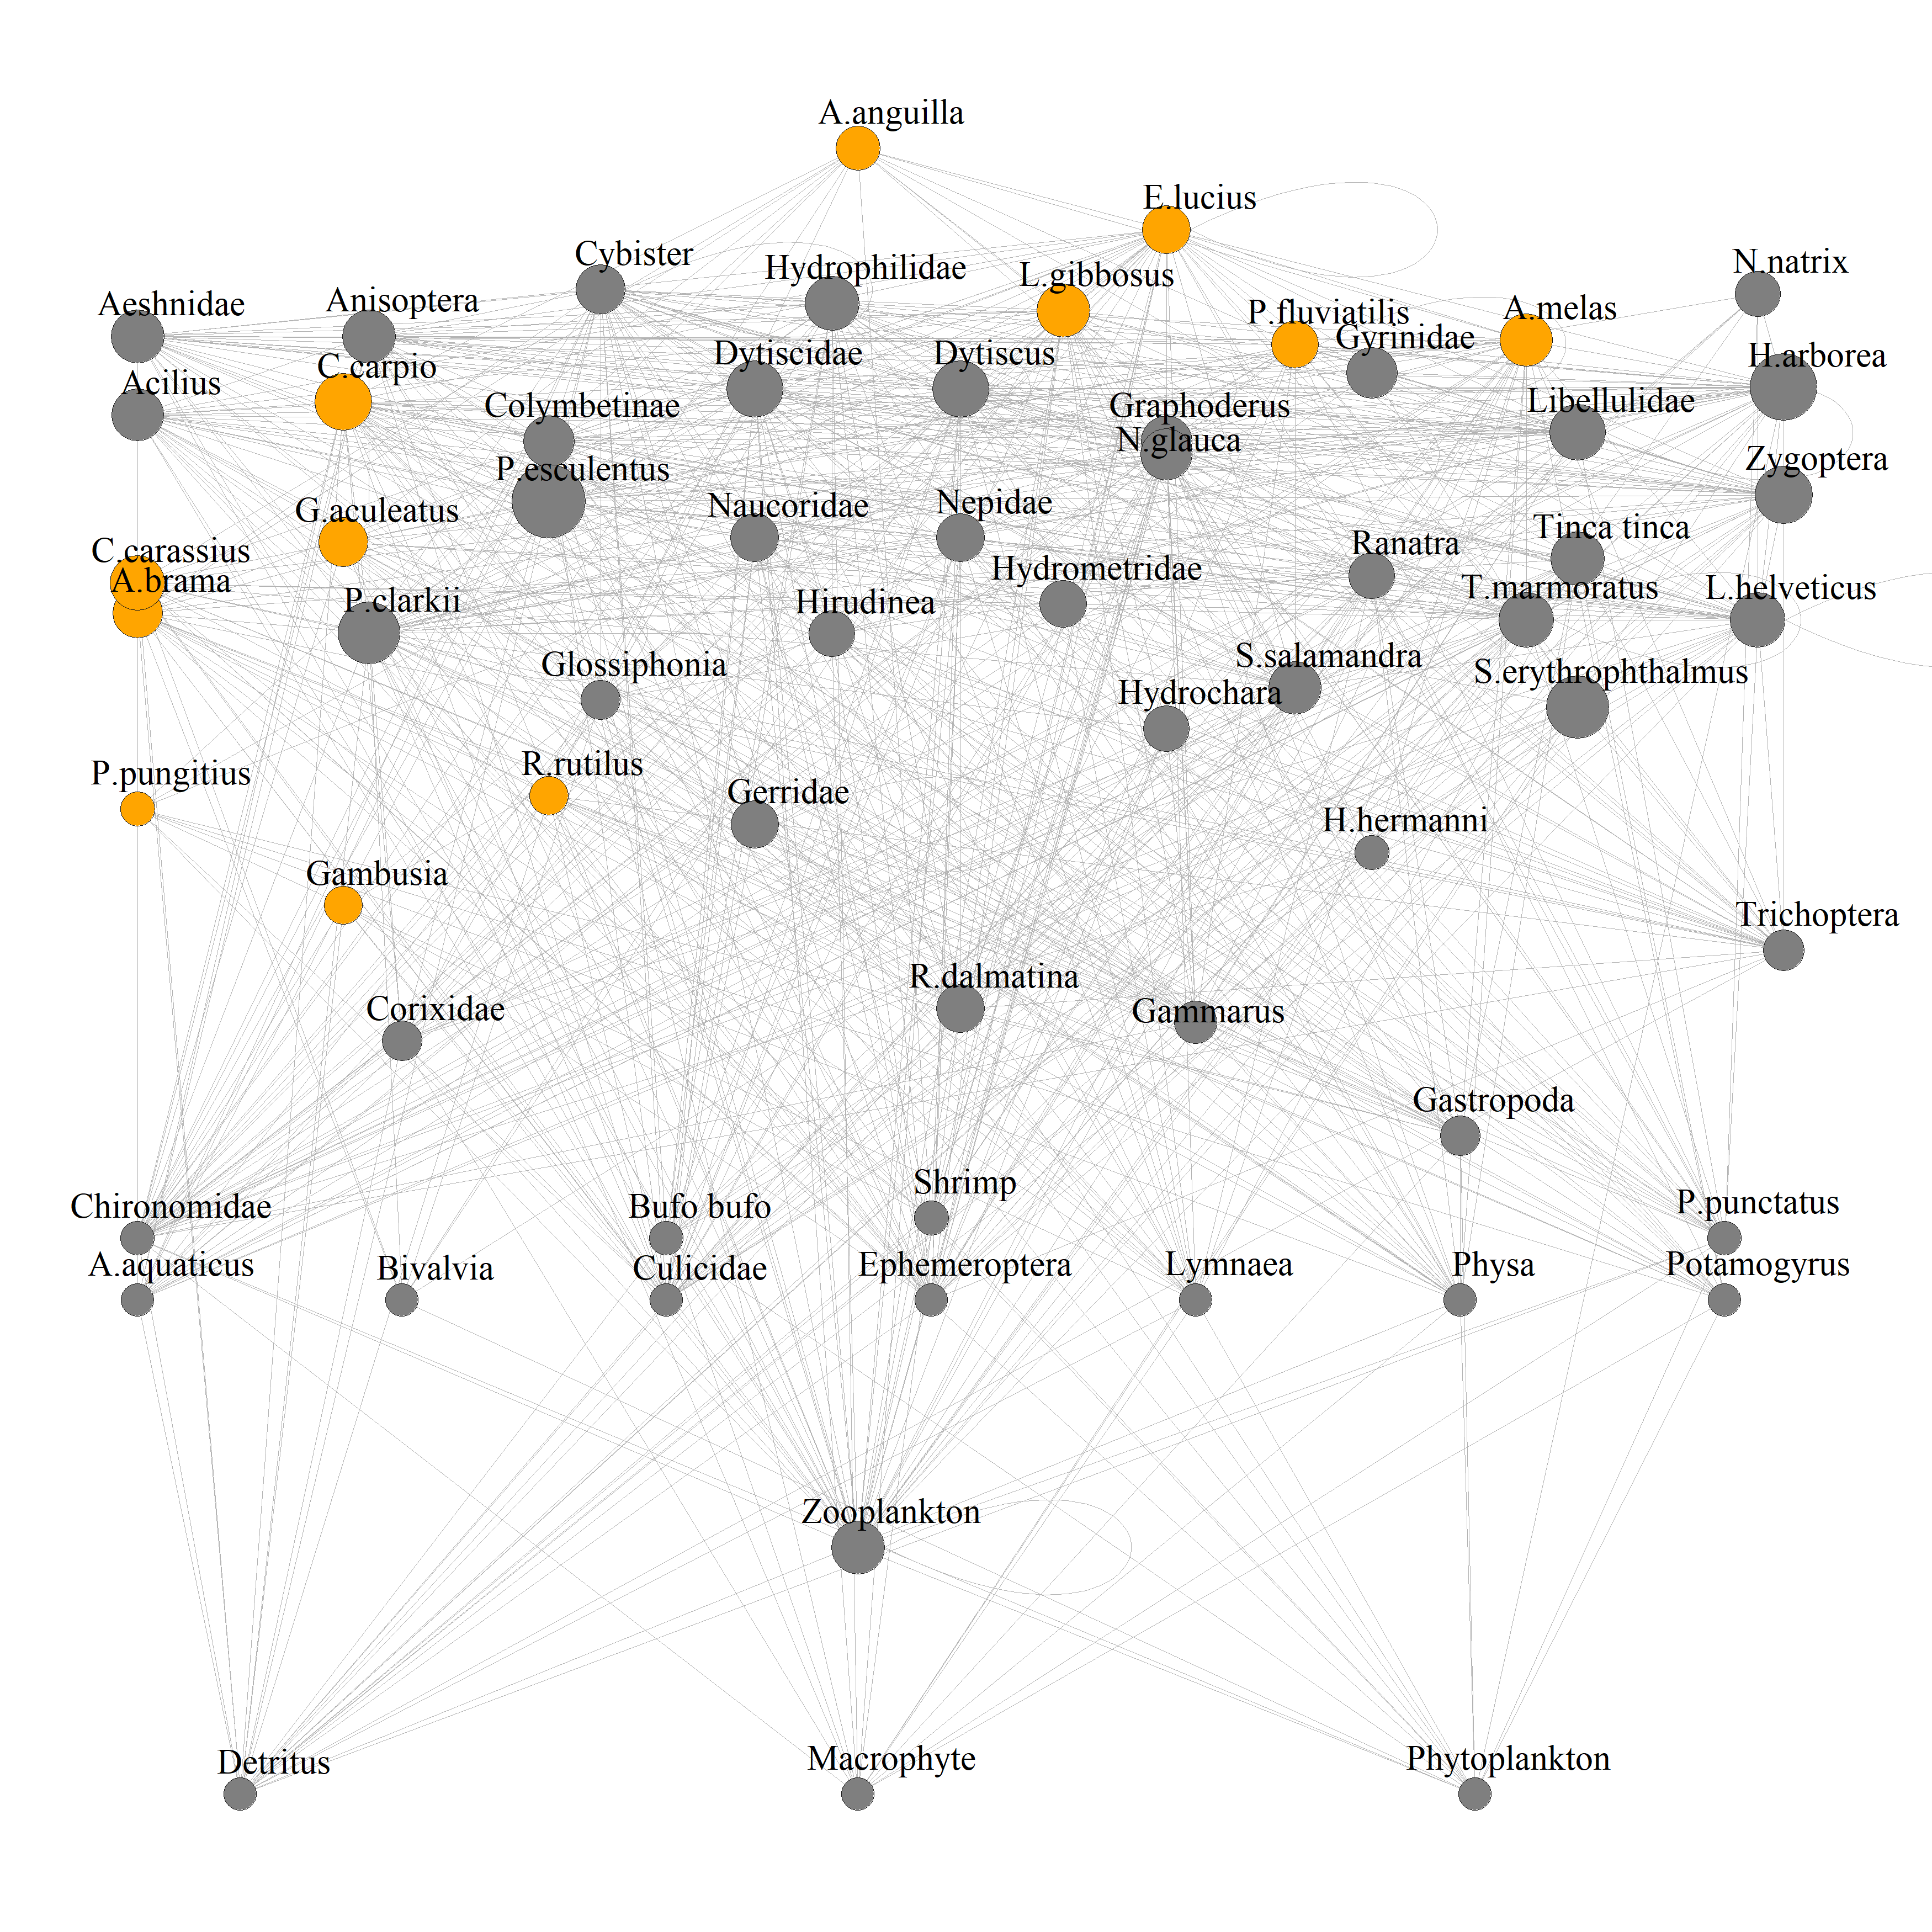 A.anguilla
E.lucius
Cybister
Hydrophilidae
L.gibbosus
N.natrix
Aeshnidae
Anisoptera
P.fluviatilis
A.melas
Gyrinidae
Dytiscidae
Dytiscus
H.arborea
C.carpio
Acilius
Colymbetinae
Graphoderus
Libellulidae
N.glauca
P.esculentus
Zygoptera
G.aculeatus
Naucoridae
Nepidae
Tinca tinca
C.carassius
Ranatra
A.brama
Hydrometridae
T.marmoratus
L.helveticus
P.clarkii
Hirudinea
Glossiphonia
S.salamandra
S.erythrophthalmus
Hydrochara
P.pungitius
R.rutilus
Gerridae
H.hermanni
Gambusia
Trichoptera
R.dalmatina
Corixidae
Gammarus
Gastropoda
Shrimp
Chironomidae
Bufo bufo
P.punctatus
A.aquaticus
Bivalvia
Culicidae
Ephemeroptera
Lymnaea
Physa
Potamogyrus
Zooplankton
Detritus
Macrophyte
Phytoplankton